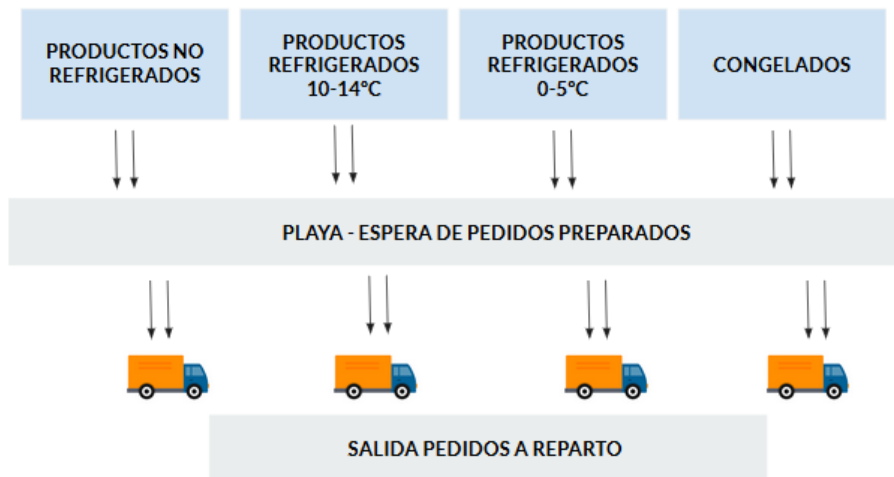 PRODUCTOS NO
REFRIGERADOS
PRODUCTOS
REFRIGERADOS
10-14°C
PRODUCTOS
REFRIGERADOS
0-5°C
CONGELADOS
PLAYA - ESPERA DE PEDIDOS PREPARADOS
SALIDA PEDIDOS A REPARTO